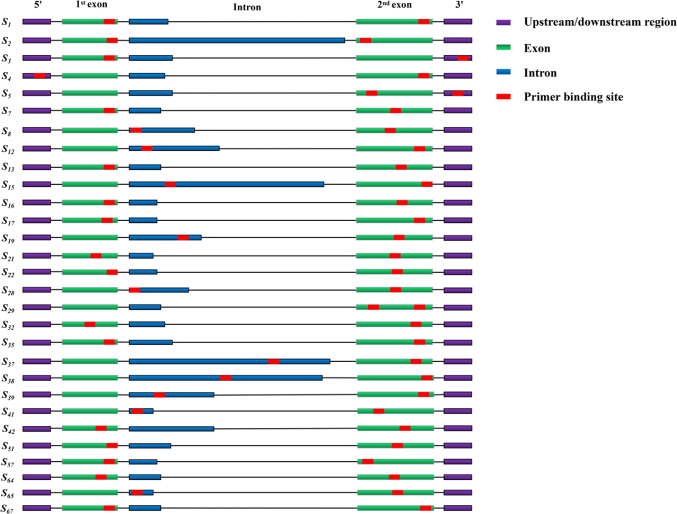 5' 1st exon Intron 2nd exon 3'
S1
S2
S3
S4
S5
S7
S8
S12
S13
S15
S16
S17
S19
S21
S22
S28
S29
S32
S35
S37
S38
S39
S41
S42
S51
S57
S64
S65
S67
Upstream/downstream region
Exon
Intron
Primer binding site